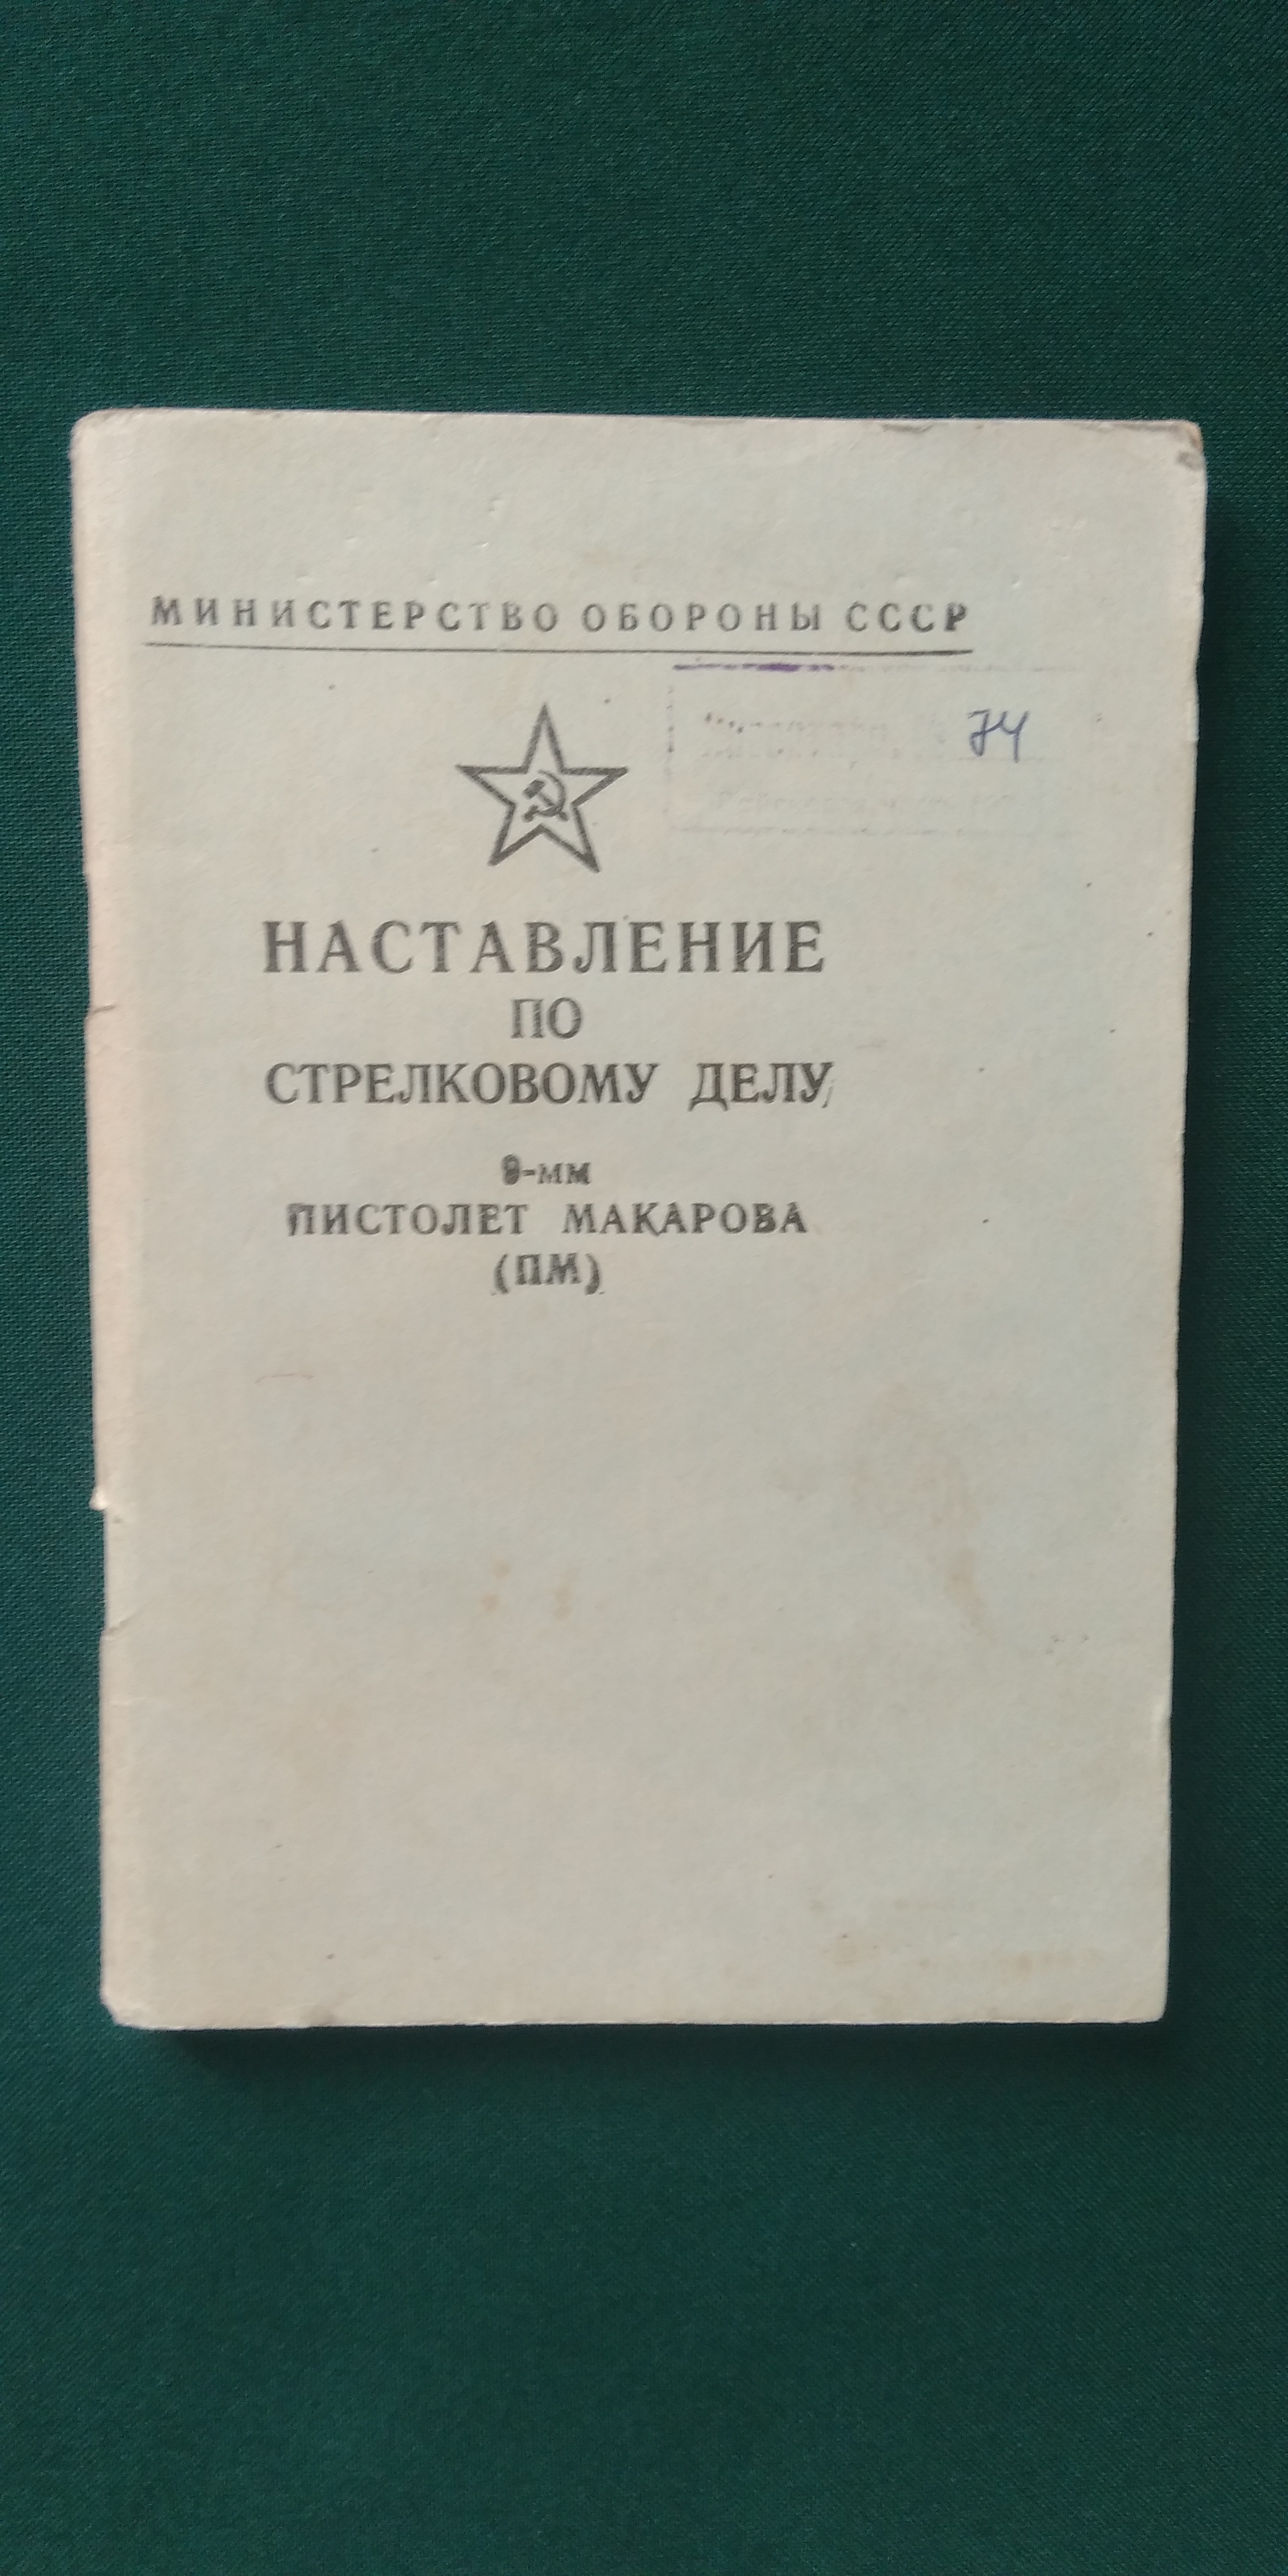 МИНИСТЕРСТВО ОБОРОНЫ СССР
74
НАСТАВЛЕНИЕ
ПО
СТРЕЛКОВОМУ ДЕЛУ
9-мм
ПИСТОЛЕТ МАКАРОВА
(ПМ)